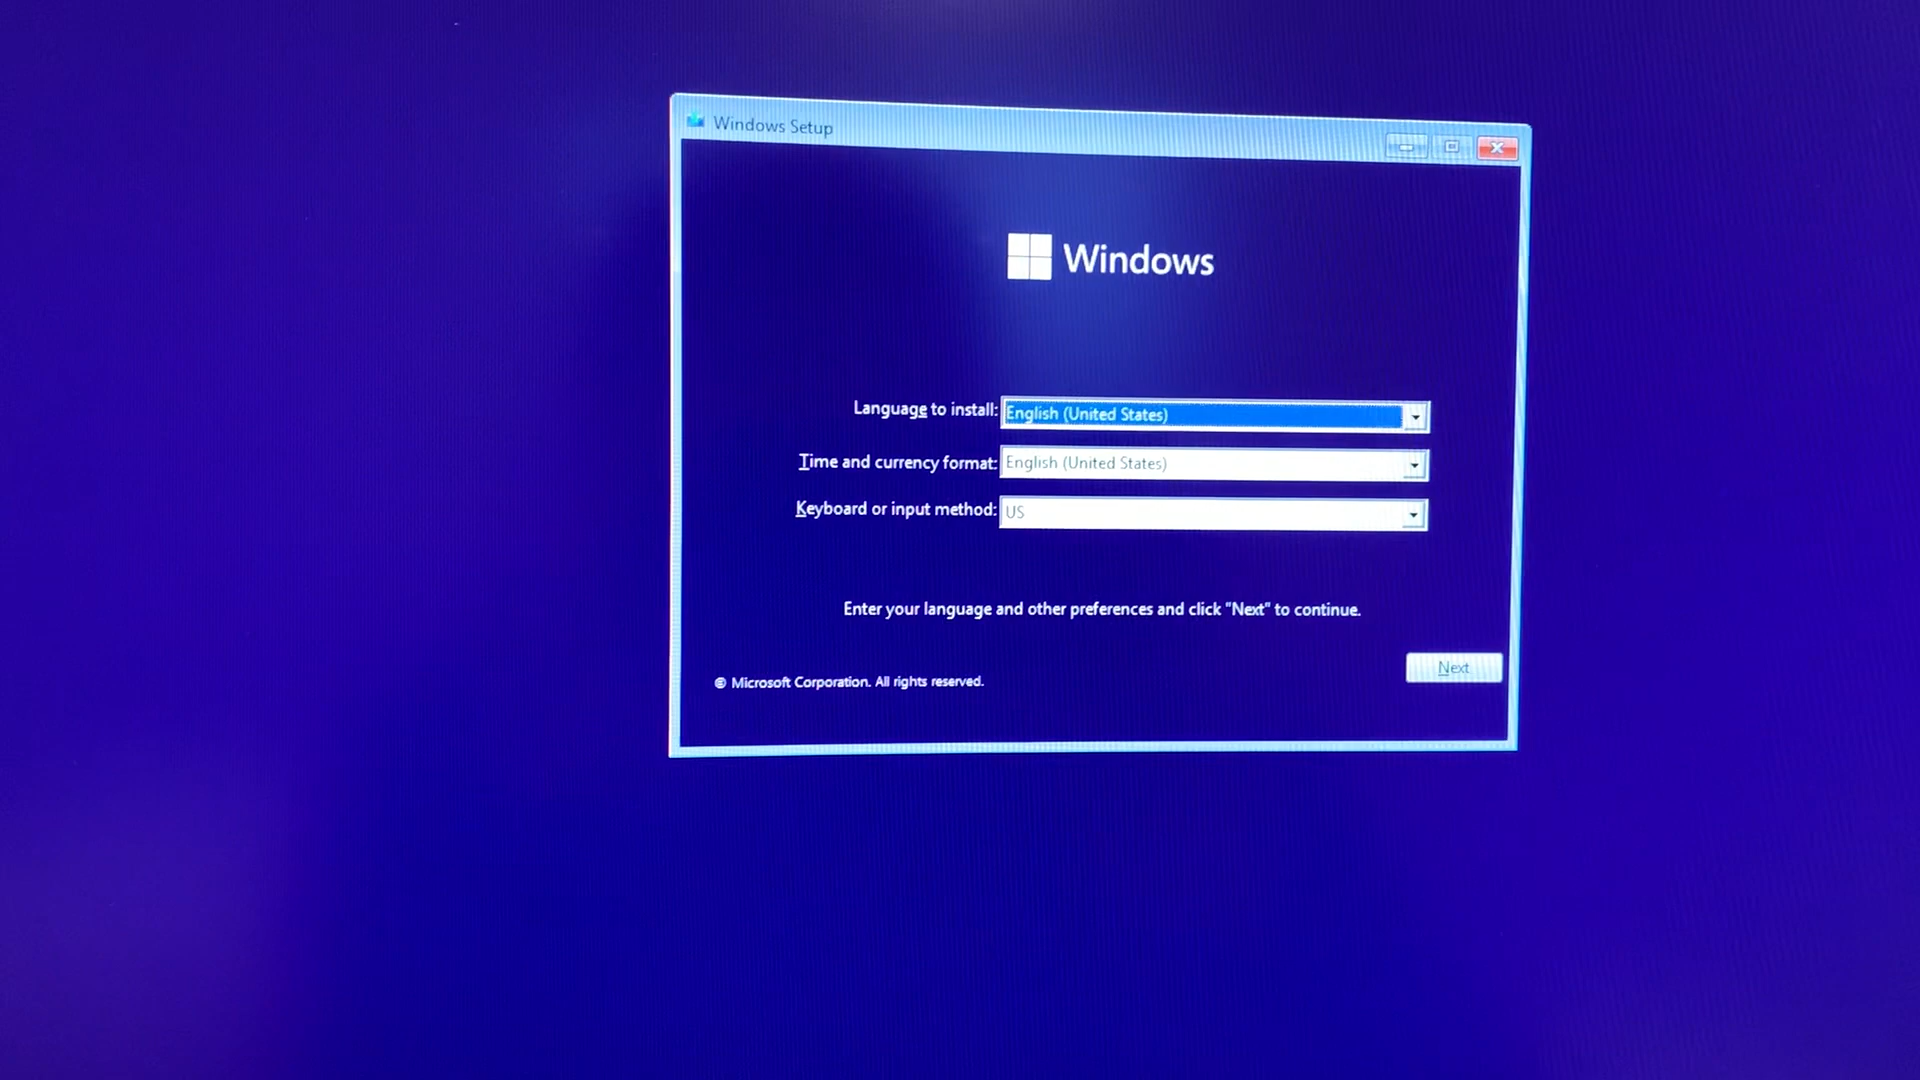 Windows Setup
Windows
Language to install: English (United States)
Time and currency format: English (United States)
Keyboard or input method: US
Enter your language and other preferences and click "Next" to continue.
© Microsoft Corporation. All rights reserved.
Next